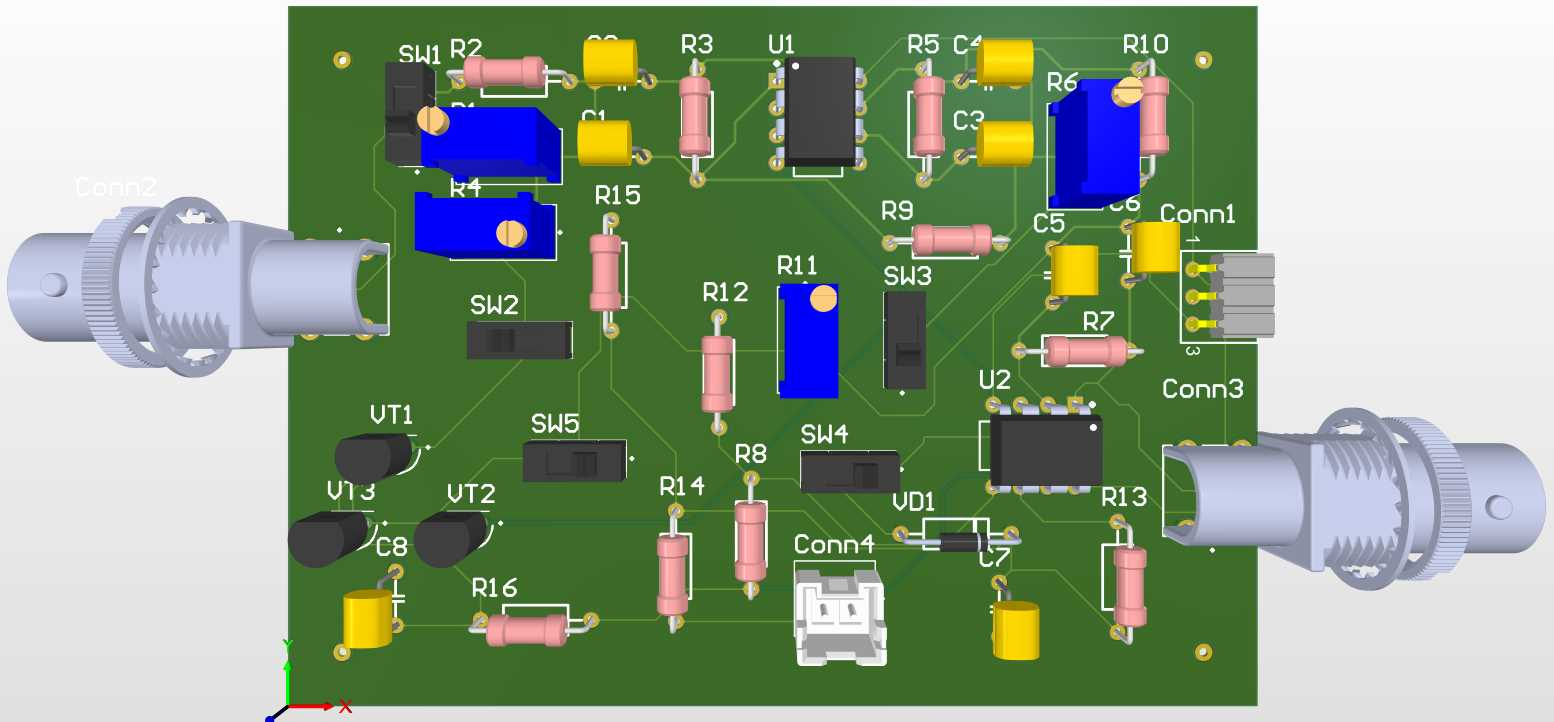 SW1
R2
R3
U1
R5
C4
R10
R6
C3
R4
Conn2
R15
R9
C5
C6
Conn1
1
R11
SW3
R12
SW2
R7
3
U2
Conn3
VT1
SW5
SW4
R8
VT3
VT2
R14
VD1
R13
C8
Conn4
C7
R16
Y
X